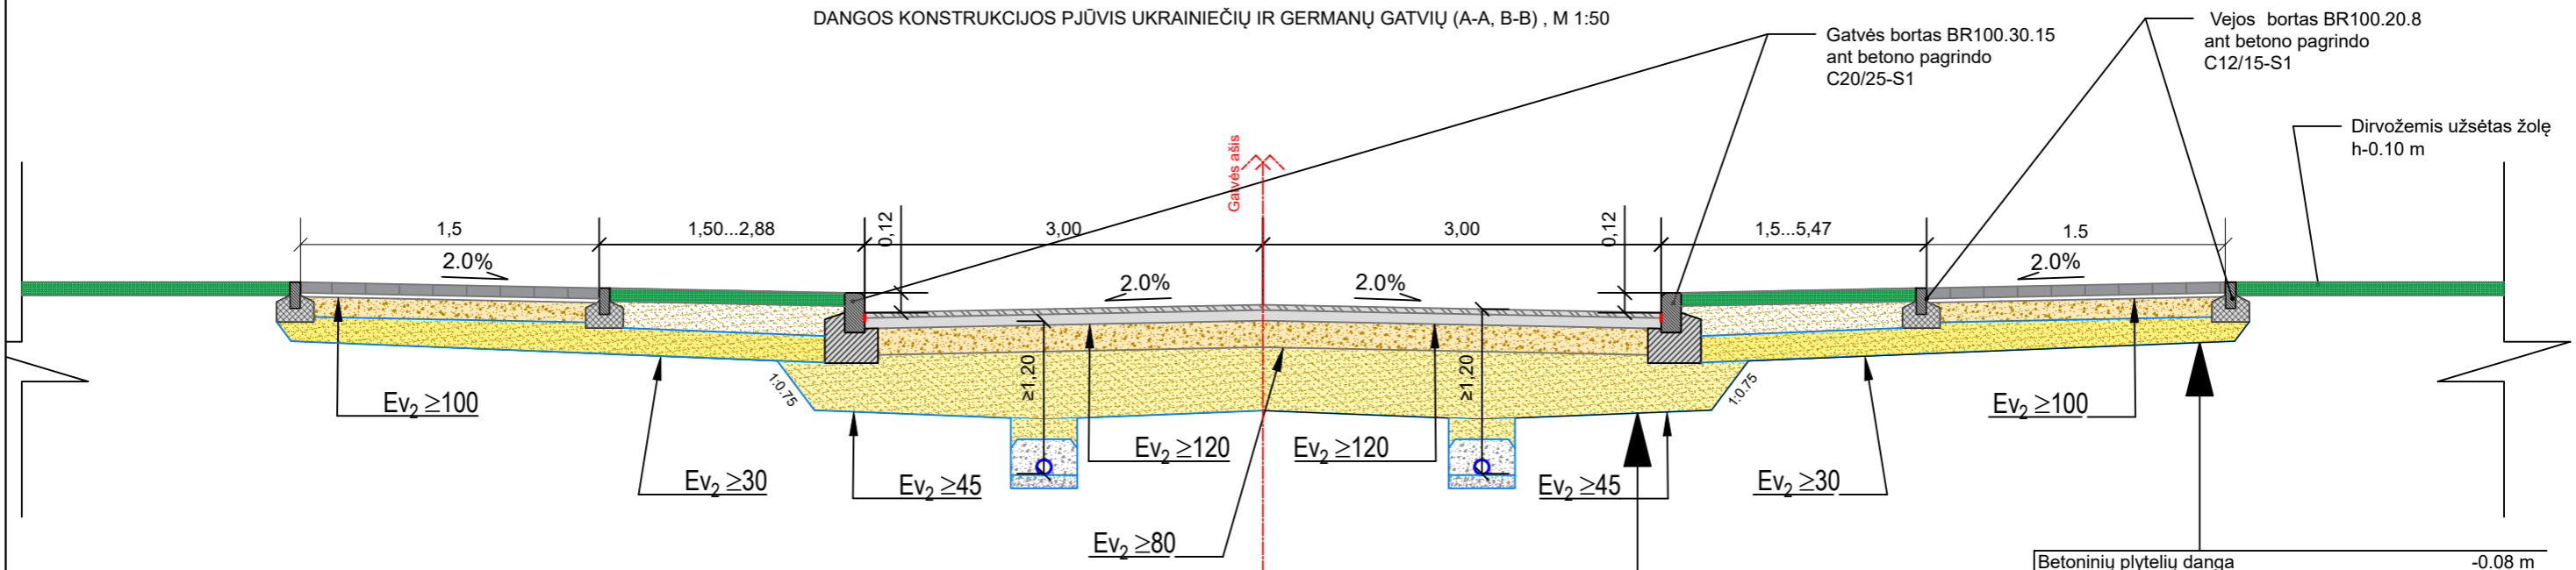 DANGOS KONSTRUKCIJOS PJŪVIS UKRAINIEČIŲ IR GERMANŲ GATVIŲ (A-A, B-B) , M 1:50
Gatvės bortas BR100.30.15
ant betono pagrindo
C20/25-S1
Vejos bortas BR100.20.8
ant betono pagrindo
C12/15-S1
Dirvožemis užsėtas žolę
h-0.10 m
Gatvės ašis
1,5
1,50...2,88
0,12
3,00
3,00
0,12
1,5...5,47
1.5
2.0%
2.0%
2.0%
2.0%
1:0.75
≥1,20
≥1,20
1:0.75
Ev₂ ≥100
Ev₂ ≥30
Ev₂ ≥45
Ev₂ ≥120
Ev₂ ≥80
Ev₂ ≥120
Ev₂ ≥45
Ev₂ ≥30
Ev₂ ≥100
Betoninių plytelių danga -0.08 m